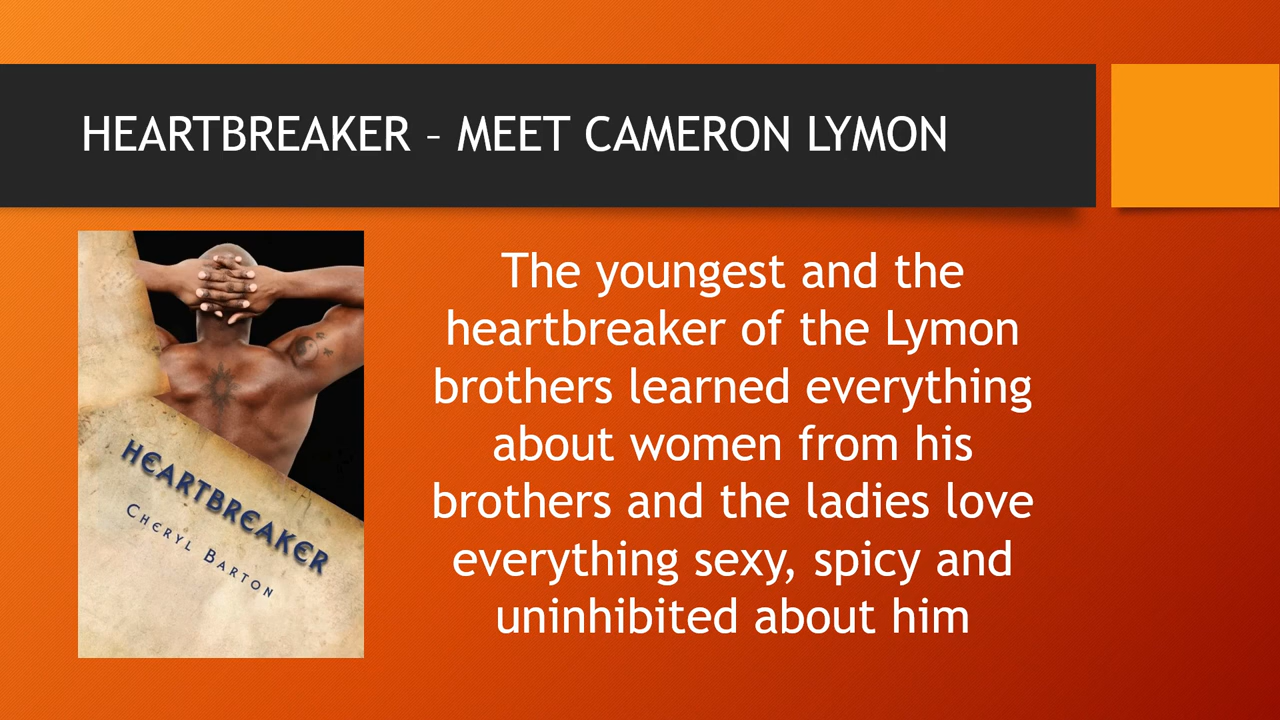 HEARTBREAKER – MEET CAMERON LYMON
The youngest and the
heartbreaker of the Lymon
brothers learned everything
about women from his
brothers and the ladies love
everything sexy, spicy and
uninhibited about him
HEARTBREAKER
CHERYL BARTON